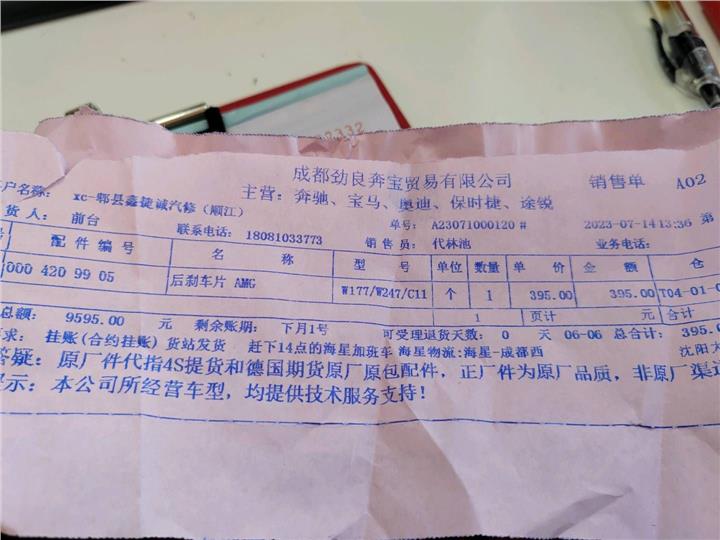 2332
成都劲良奔宝贸易有限公司 销售单 A02
户名称: xc-郫县鑫捷诚汽修(顺江) 主营: 奔驰、宝马、奥迪、保时捷、途锐
货人: 前台 联系电话: 18081033773 单号: A23071000120 # 2023-07-14 13:36 第
销售员: 代林池 业务电话:
配件编号 名称 型号 单位 数量 单价 金额 仓
000 420 99 05 后刹车片 AMG W177/W247/C11 个 1 395.00 395.00 T04-01-0
1 页计 合计
总额: 9595.00 元 剩余账期: 下月1号 可受理退货天数: 0 天 06-06 总合计: 395.0
求: 挂账(合约挂账) 货站发货 赶下14点的海星加班车 海星物流:海星-成都西 沈阳大
答疑: 原厂件代指4S提货和德国期货原厂原包配件, 正厂件为原厂品质, 非原厂渠道
示: 本公司所经营车型, 均提供技术服务支持!